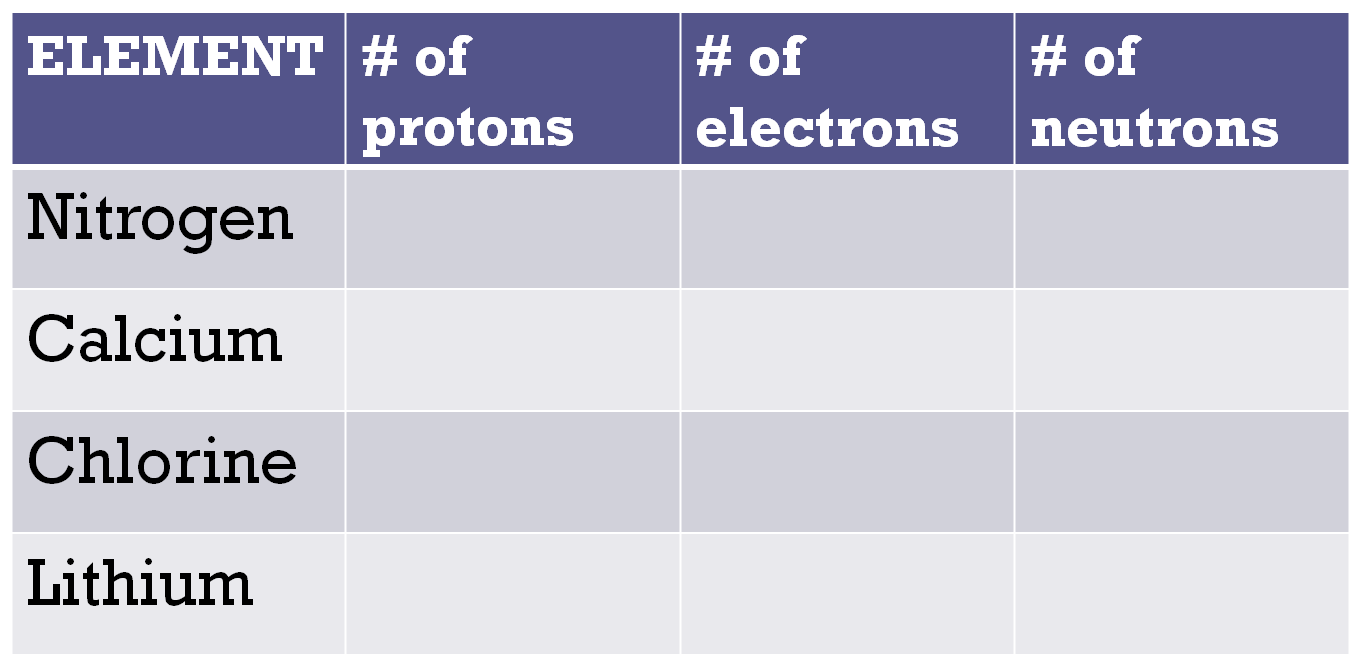 ELEMENT
# of
protons
# of
electrons
# of
neutrons
Nitrogen
Calcium
Chlorine
Lithium